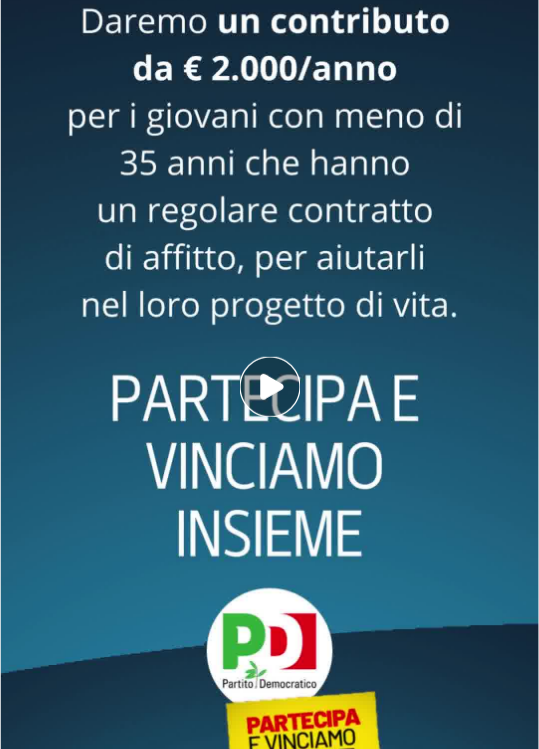 Daremo un contributo
da € 2.000/anno
per i giovani con meno di
35 anni che hanno
un regolare contratto
di affitto, per aiutarli
nel loro progetto di vita.
PARTECIPA E
VINCIAMO
INSIEME
PD
Partito Democratico
PARTECIPA
E VINCIAMO